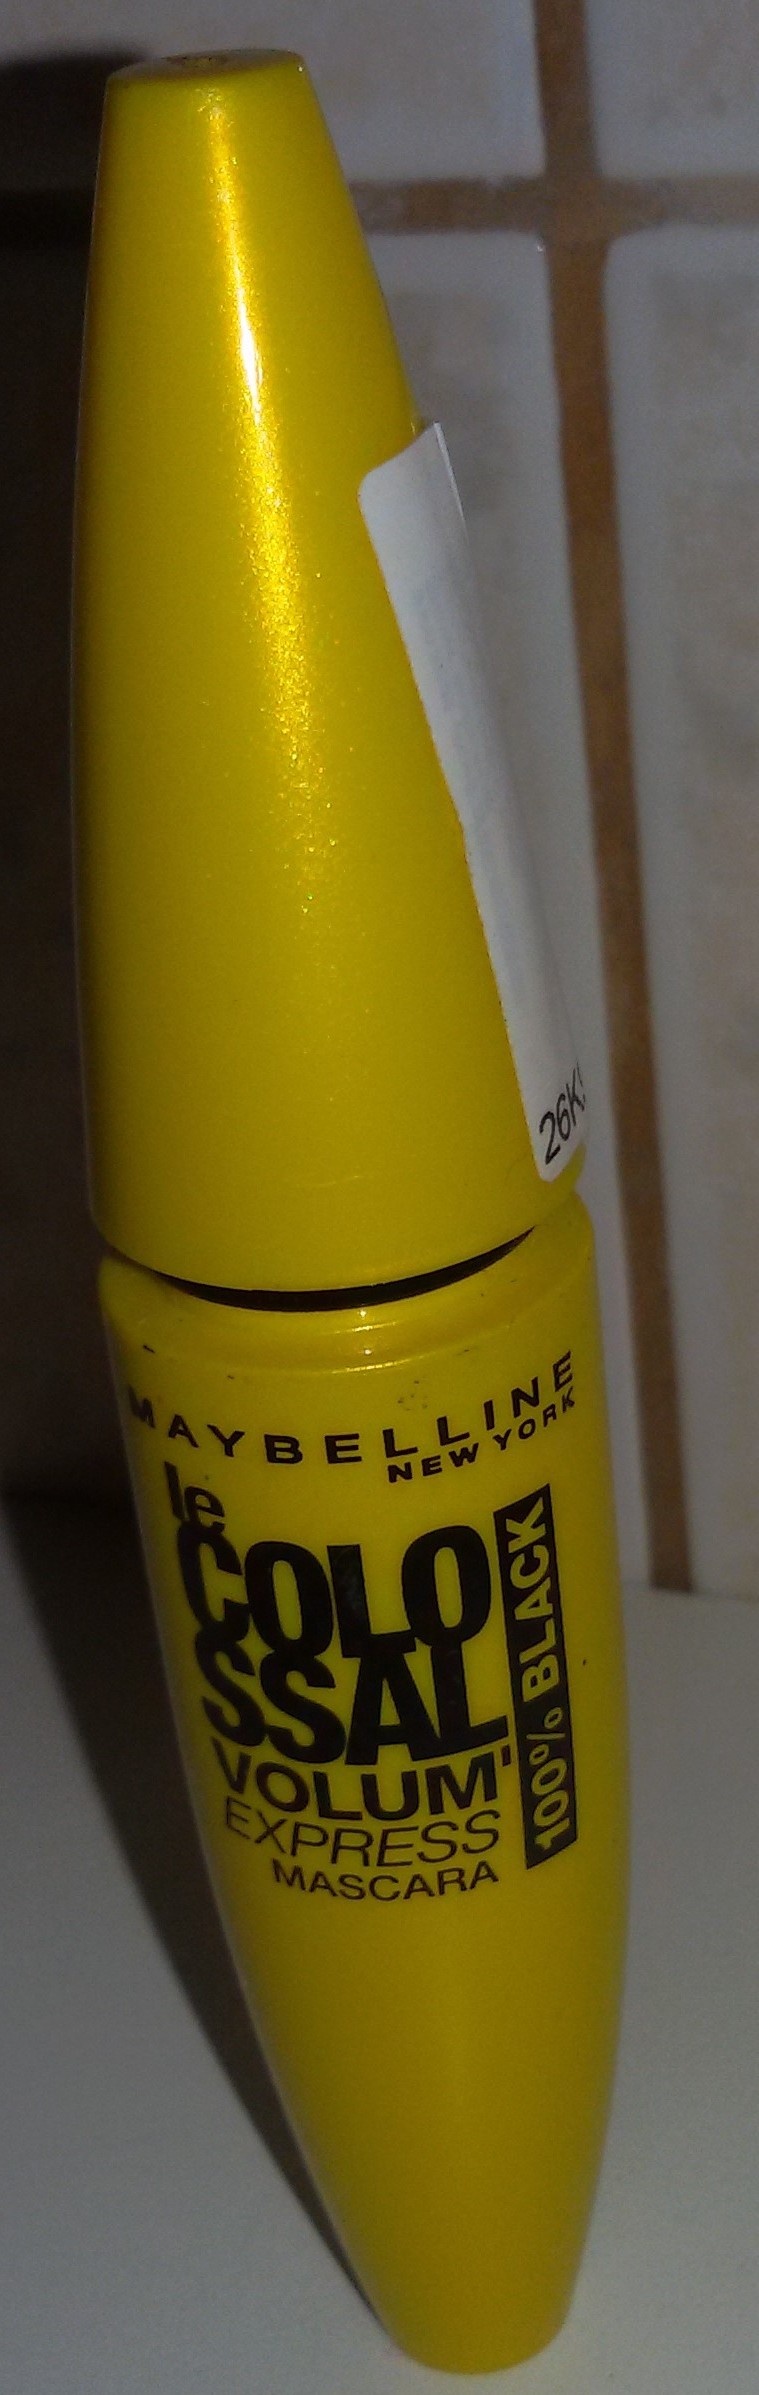 26K
MAYBELLINE
NEW YORK
le
COLO
SSAL
VOLUM'
EXPRESS
MASCARA
100% BLACK